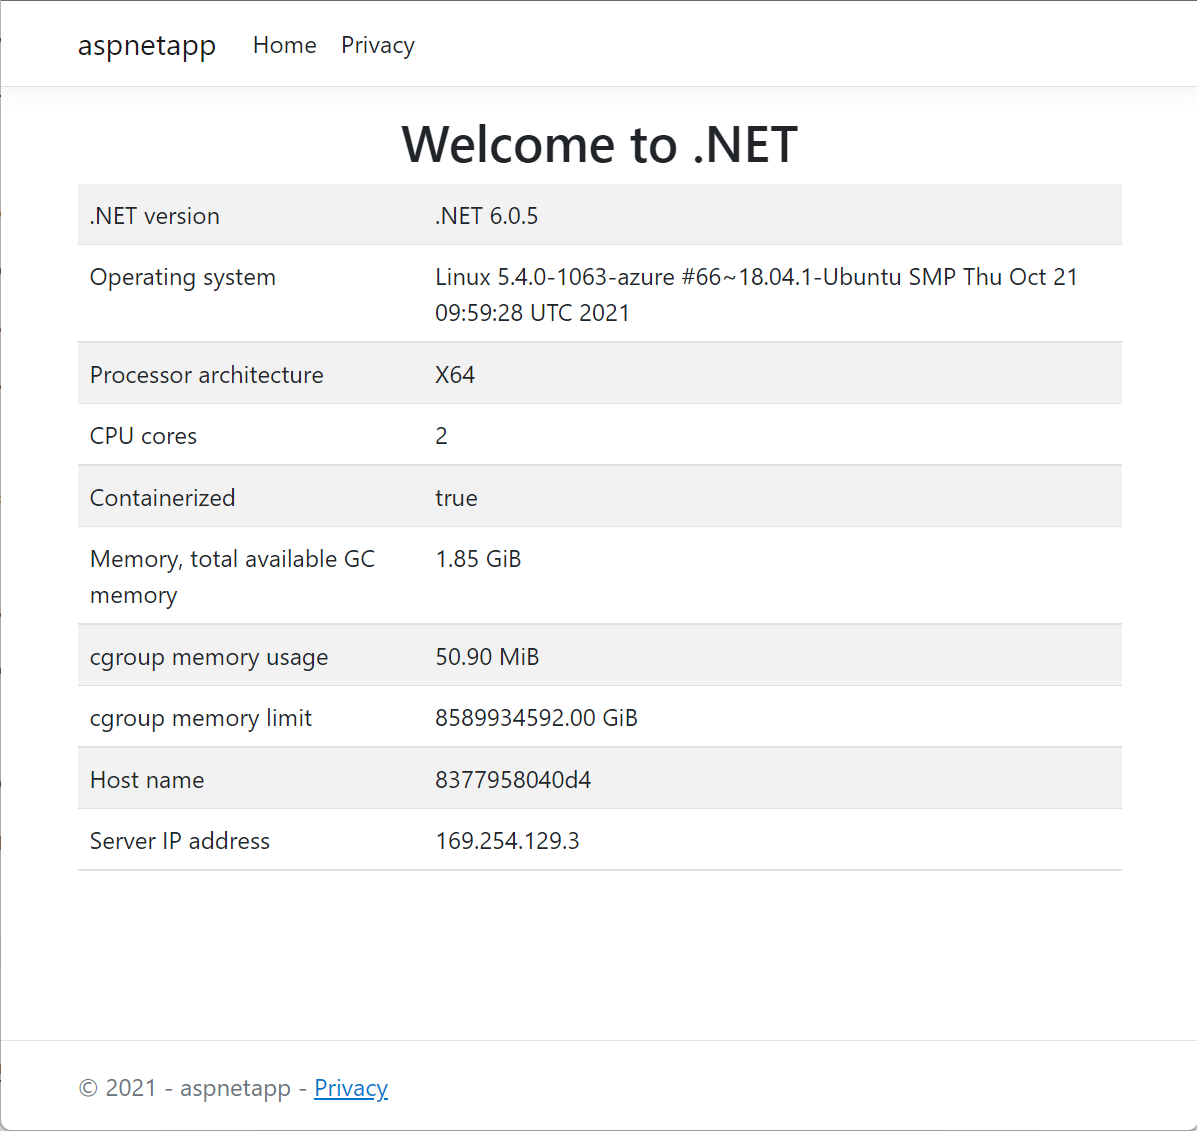 aspnetapp Home Privacy
Welcome to .NET
.NET version .NET 6.0.5
Operating system Linux 5.4.0-1063-azure #66~18.04.1-Ubuntu SMP Thu Oct 21
09:59:28 UTC 2021
Processor architecture X64
CPU cores 2
Containerized true
Memory, total available GC 1.85 GiB
memory
cgroup memory usage 50.90 MiB
cgroup memory limit 8589934592.00 GiB
Host name 8377958040d4
Server IP address 169.254.129.3
© 2021 - aspnetapp - Privacy